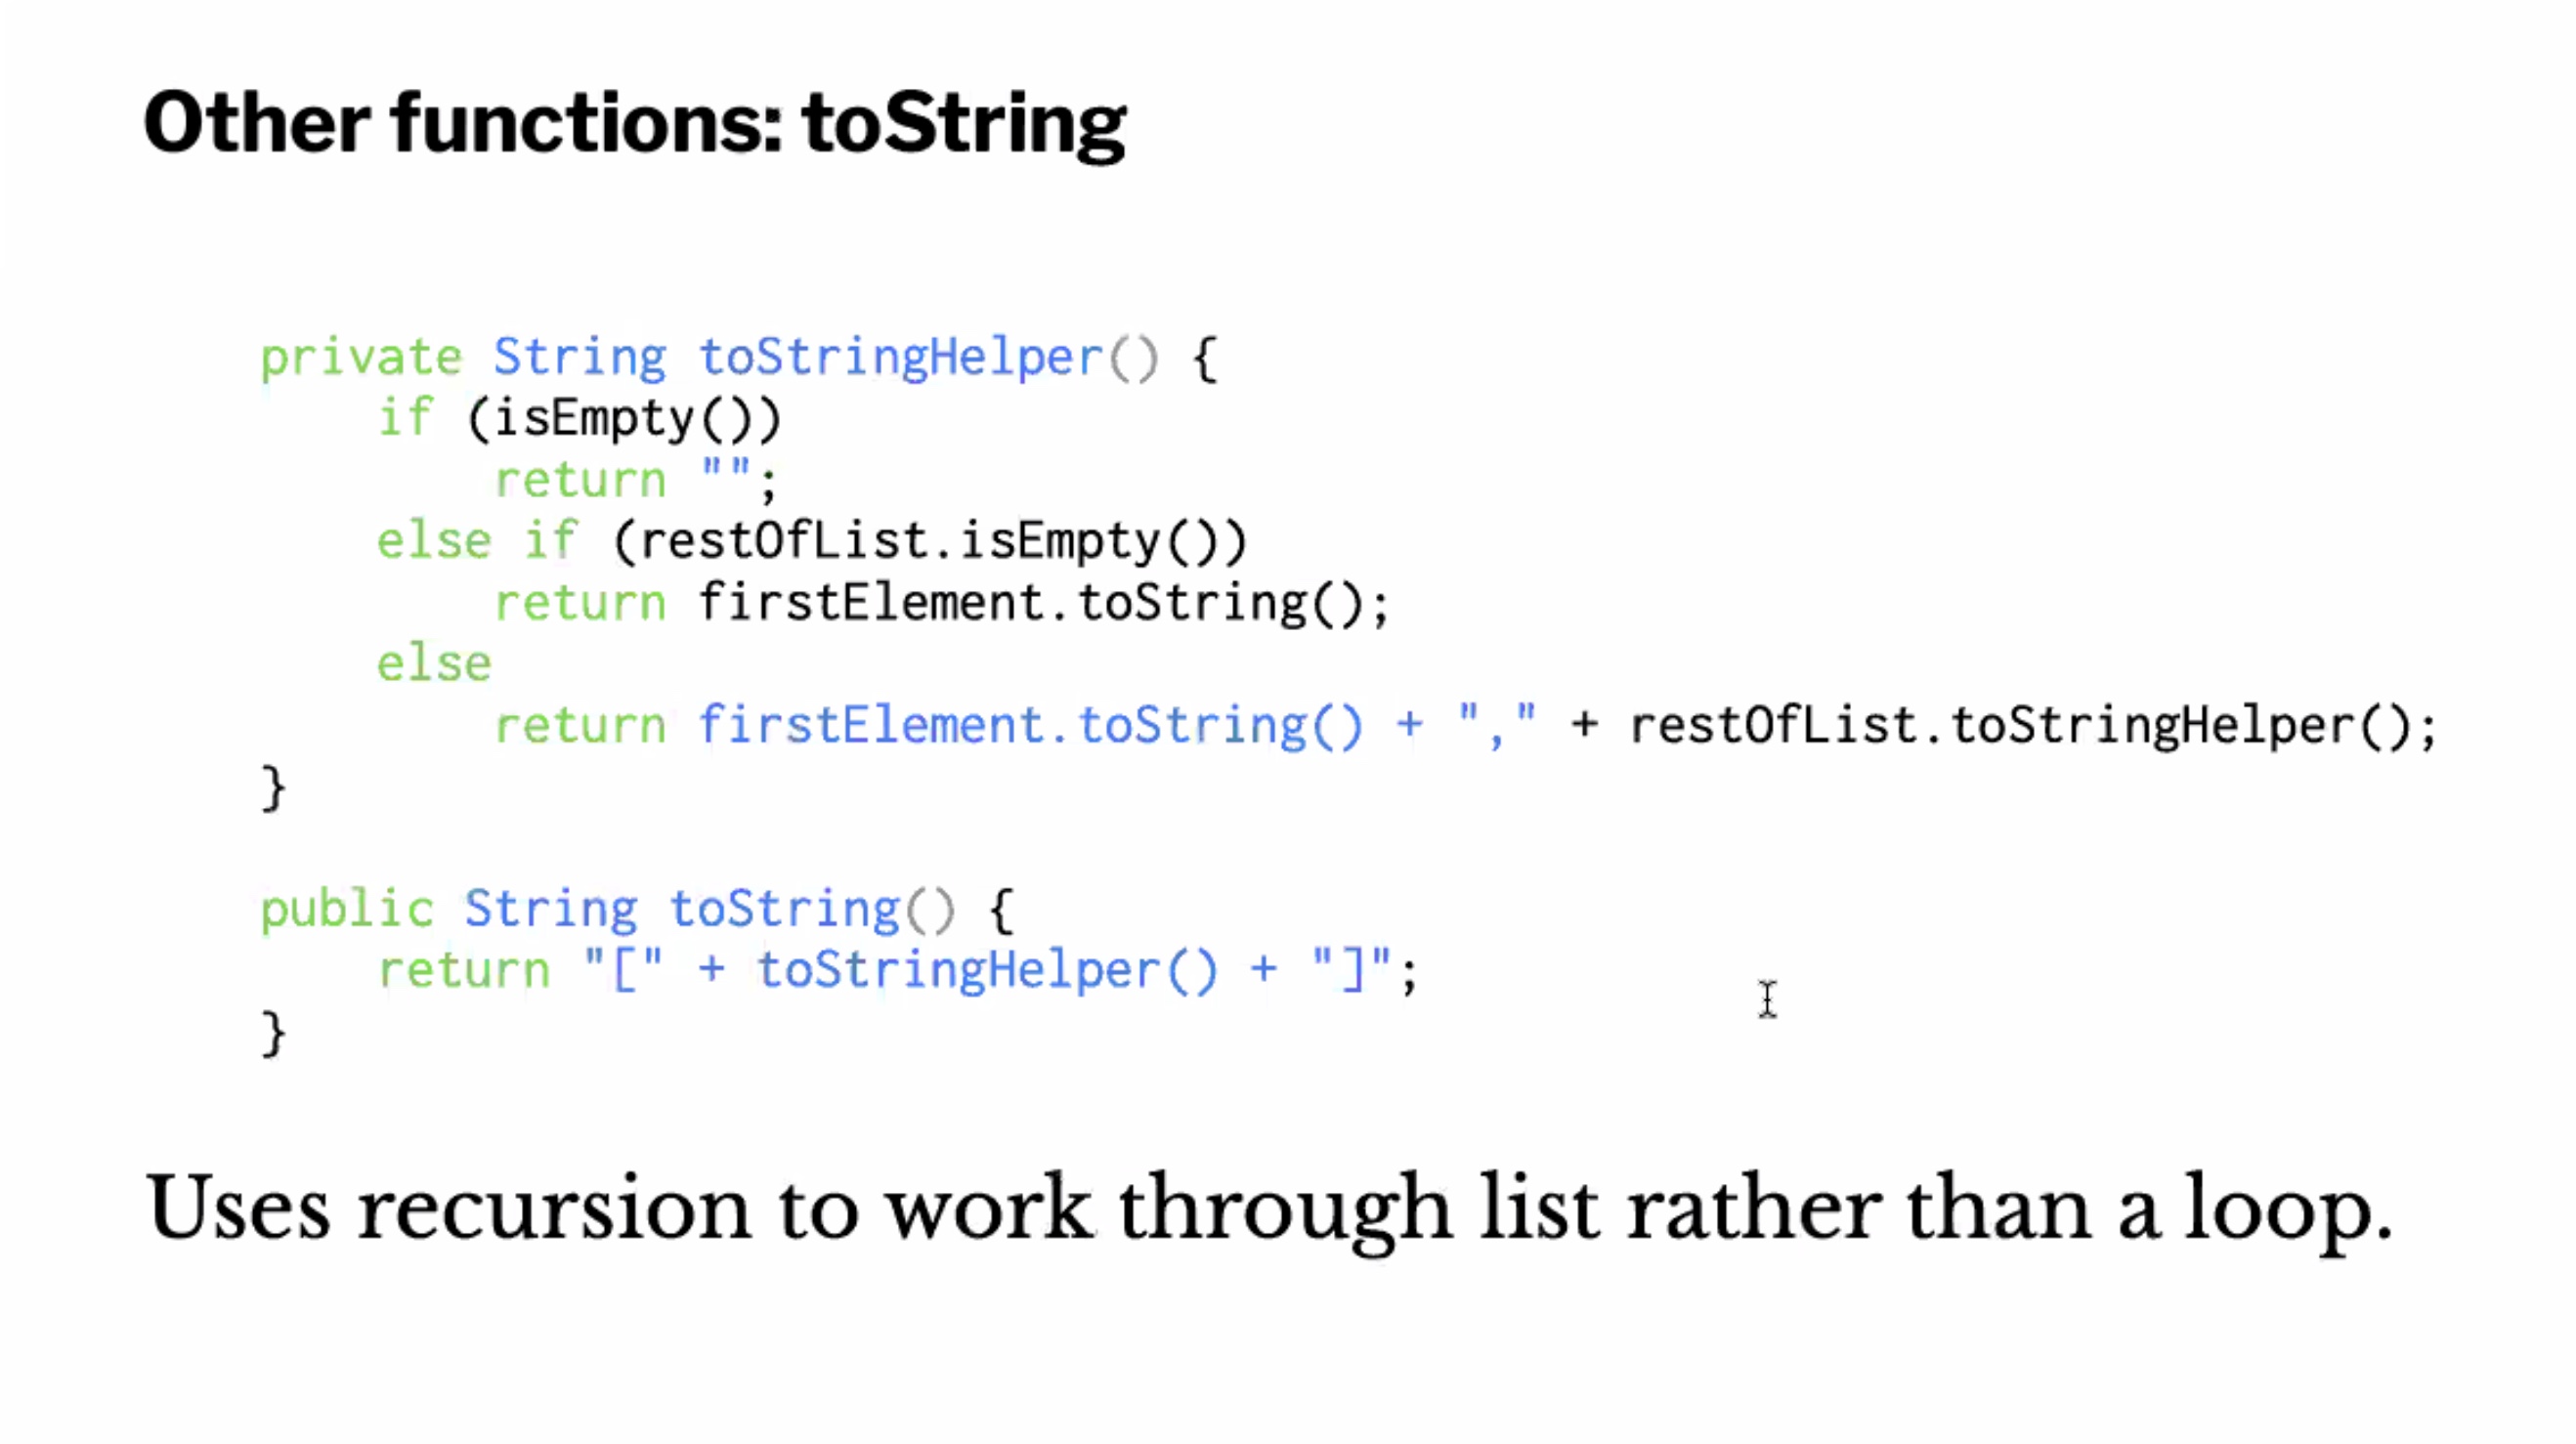 Other functions: toString
private String toStringHelper() {
if (isEmpty())
return "";
else if (restOfList.isEmpty())
return firstElement.toString();
else
return firstElement.toString() + "," + restOfList.toStringHelper();
}
public String toString() {
return "[" + toStringHelper() + "]";
}
Uses recursion to work through list rather than a loop.